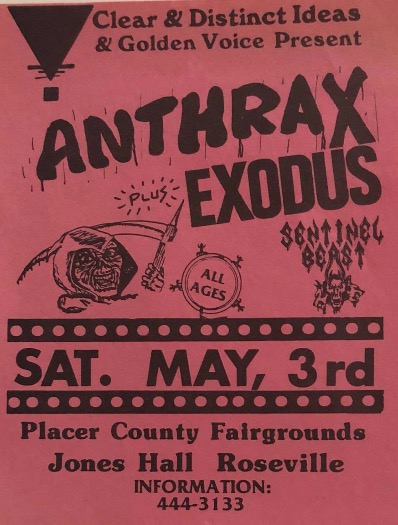 Clear & Distinct Ideas
& Golden Voice Present
ANTHRAX
PLUS
EXODUS
SENTINEL
BEAST
ALL
AGES
SAT. MAY, 3rd
Placer County Fairgrounds
Jones Hall Roseville
INFORMATION:
444-3133